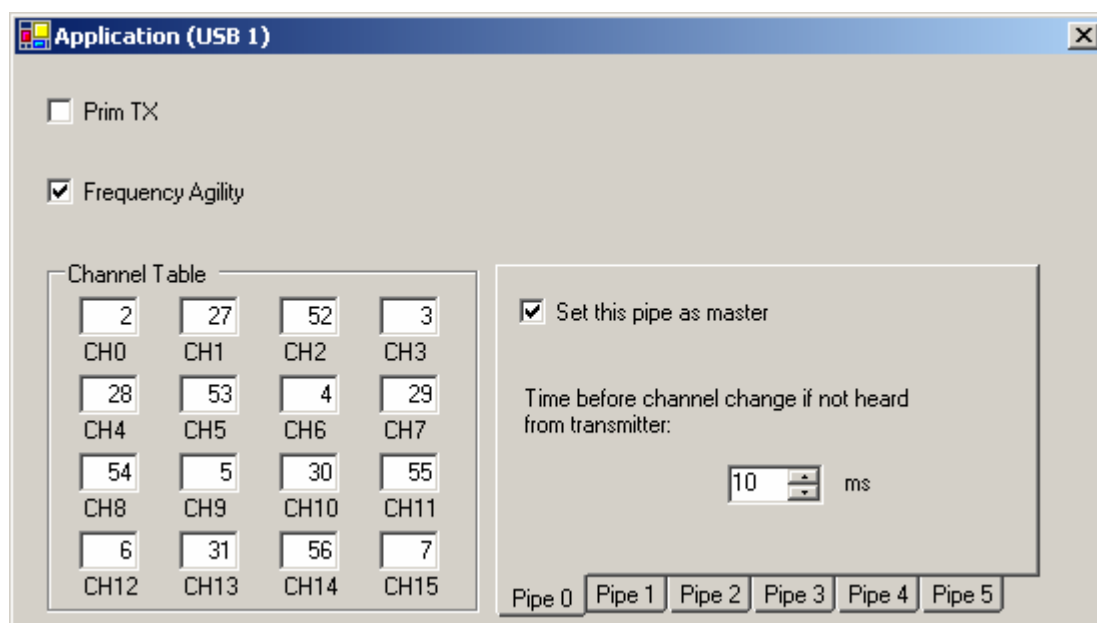 Application (USB 1)
Prim TX
Frequency Agility
Channel Table
2 27 52 3
CH0 CH1 CH2 CH3
28 53 4 29
CH4 CH5 CH6 CH7
54 5 30 55
CH8 CH9 CH10 CH11
6 31 56 7
CH12 CH13 CH14 CH15
Set this pipe as master
Time before channel change if not heard
from transmitter:
10 ms
Pipe 0 Pipe 1 Pipe 2 Pipe 3 Pipe 4 Pipe 5